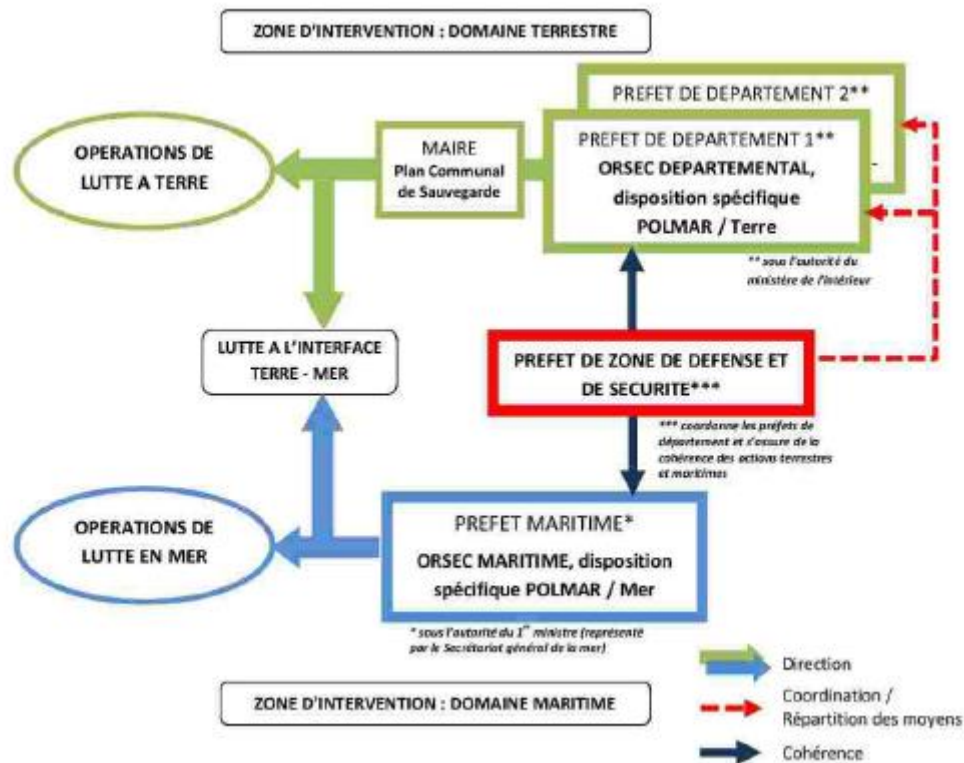 ZONE D'INTERVENTION : DOMAINE TERRESTRE
PREFET DE DEPARTEMENT 2**
PREFET DE DEPARTEMENT 1**
ORSEC DEPARTEMENTAL,
disposition spécifique
POLMAR / Terre
MAIRE
Plan Communal
de Sauvegarde
OPERATIONS DE
LUTTE A TERRE
** sous l'autorité du
ministère de l'intérieur
LUTTE A L'INTERFACE
TERRE - MER
PREFET DE ZONE DE DEFENSE ET
DE SECURITE***
*** coordonne les préfets de
département et s'assure de la
cohérence des actions terrestres
et maritimes
OPERATIONS DE
LUTTE EN MER
PREFET MARITIME*
ORSEC MARITIME, disposition
spécifique POLMAR / Mer
* sous l'autorité du 1er ministre (représenté
par le Secrétariat général de la mer)
ZONE D'INTERVENTION : DOMAINE MARITIME
Direction
Coordination /
Répartition des moyens
Cohérence